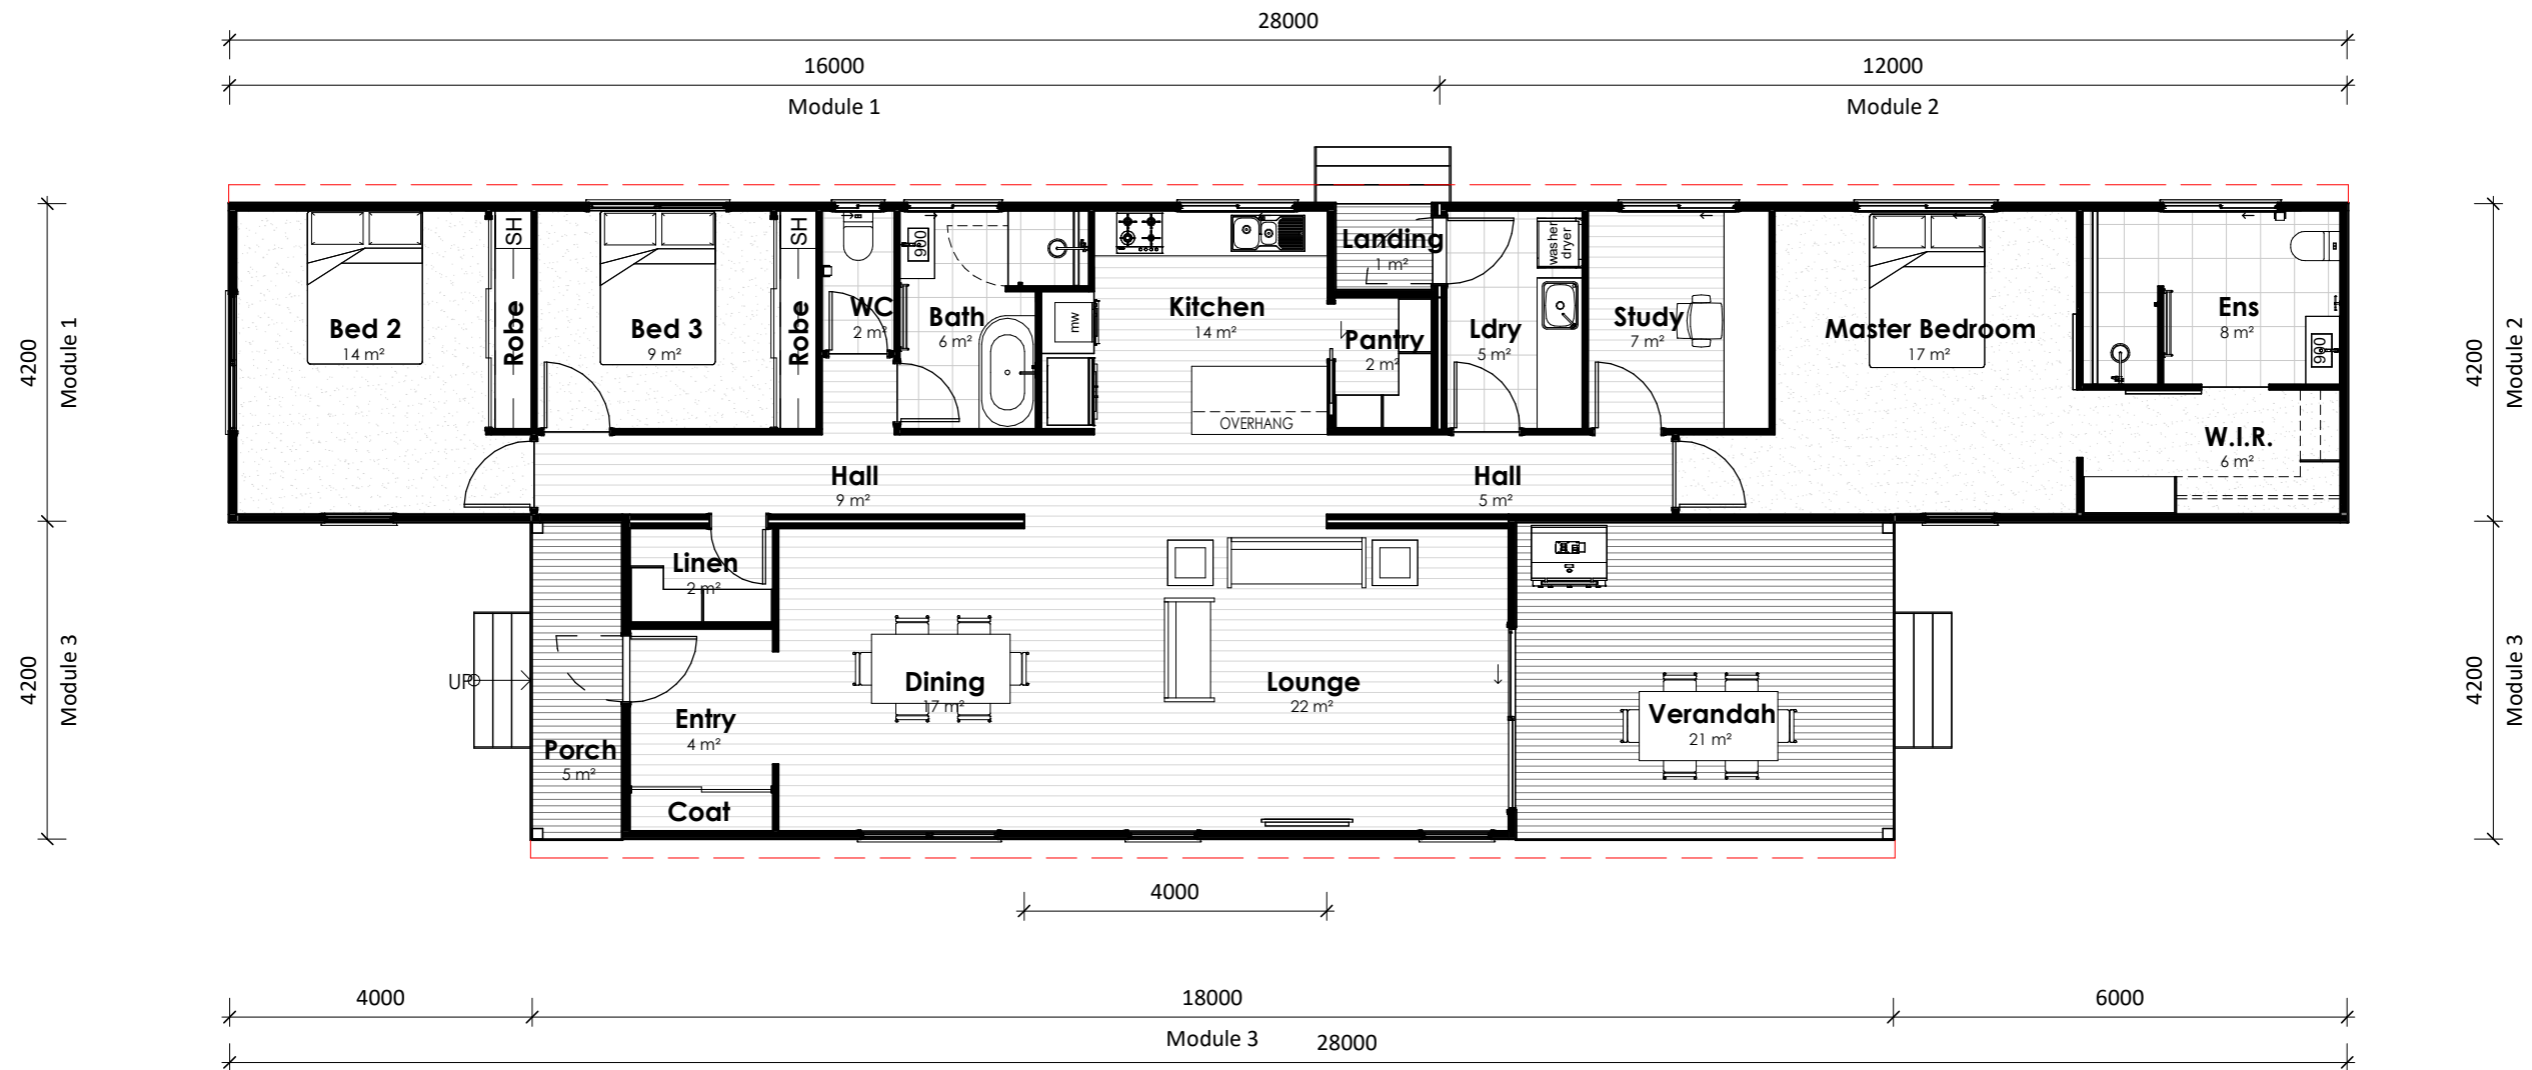 28000
16000
12000
Module 1
Module 2
4200
Module 1
4200
Module 3
4200
Module 2
4200
Module 3
Bed 2
14 m²
SH
Robe
Bed 3
9 m²
SH
Robe
WC
2 m²
900
Bath
6 m²
mw
Kitchen
14 m²
OVERHANG
Landing
1 m²
Pantry
2 m²
washer
dryer
Ldry
5 m²
Study
7 m²
Master Bedroom
17 m²
Ens
8 m²
900
W.I.R.
6 m²
Hall
9 m²
Hall
5 m²
Linen
2 m²
UP
Porch
5 m²
Entry
4 m²
Coat
Dining
17 m²
Lounge
22 m²
Verandah
21 m²
4000
4000
18000
6000
Module 3
28000